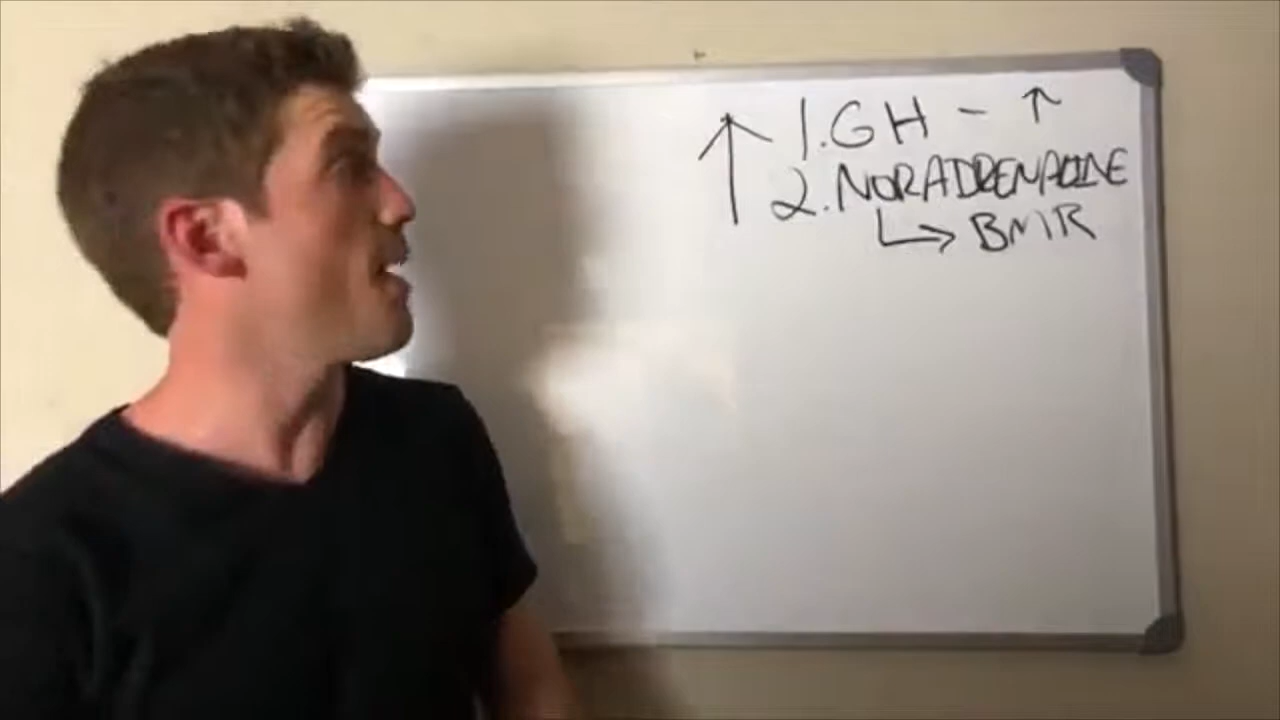 ↑ 1. GH - ↑
2. NORADRENALINE
↳ BMR